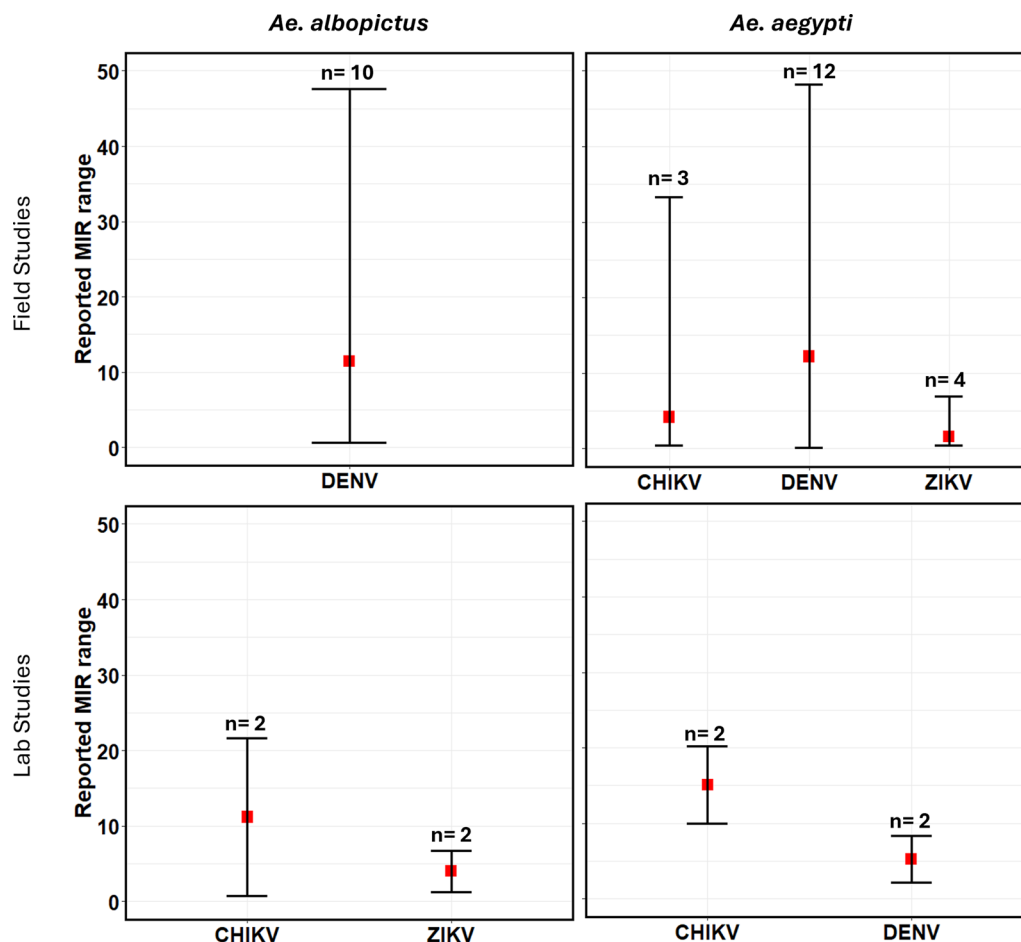 Ae. albopictus
Ae. aegypti
Field Studies
Reported MIR range
50
40
30
20
10
0
n= 10
DENV
n= 3
n= 12
n= 4
CHIKV
DENV
ZIKV
Lab Studies
Reported MIR range
50
40
30
20
10
0
n= 2
n= 2
CHIKV
ZIKV
n= 2
n= 2
CHIKV
DENV